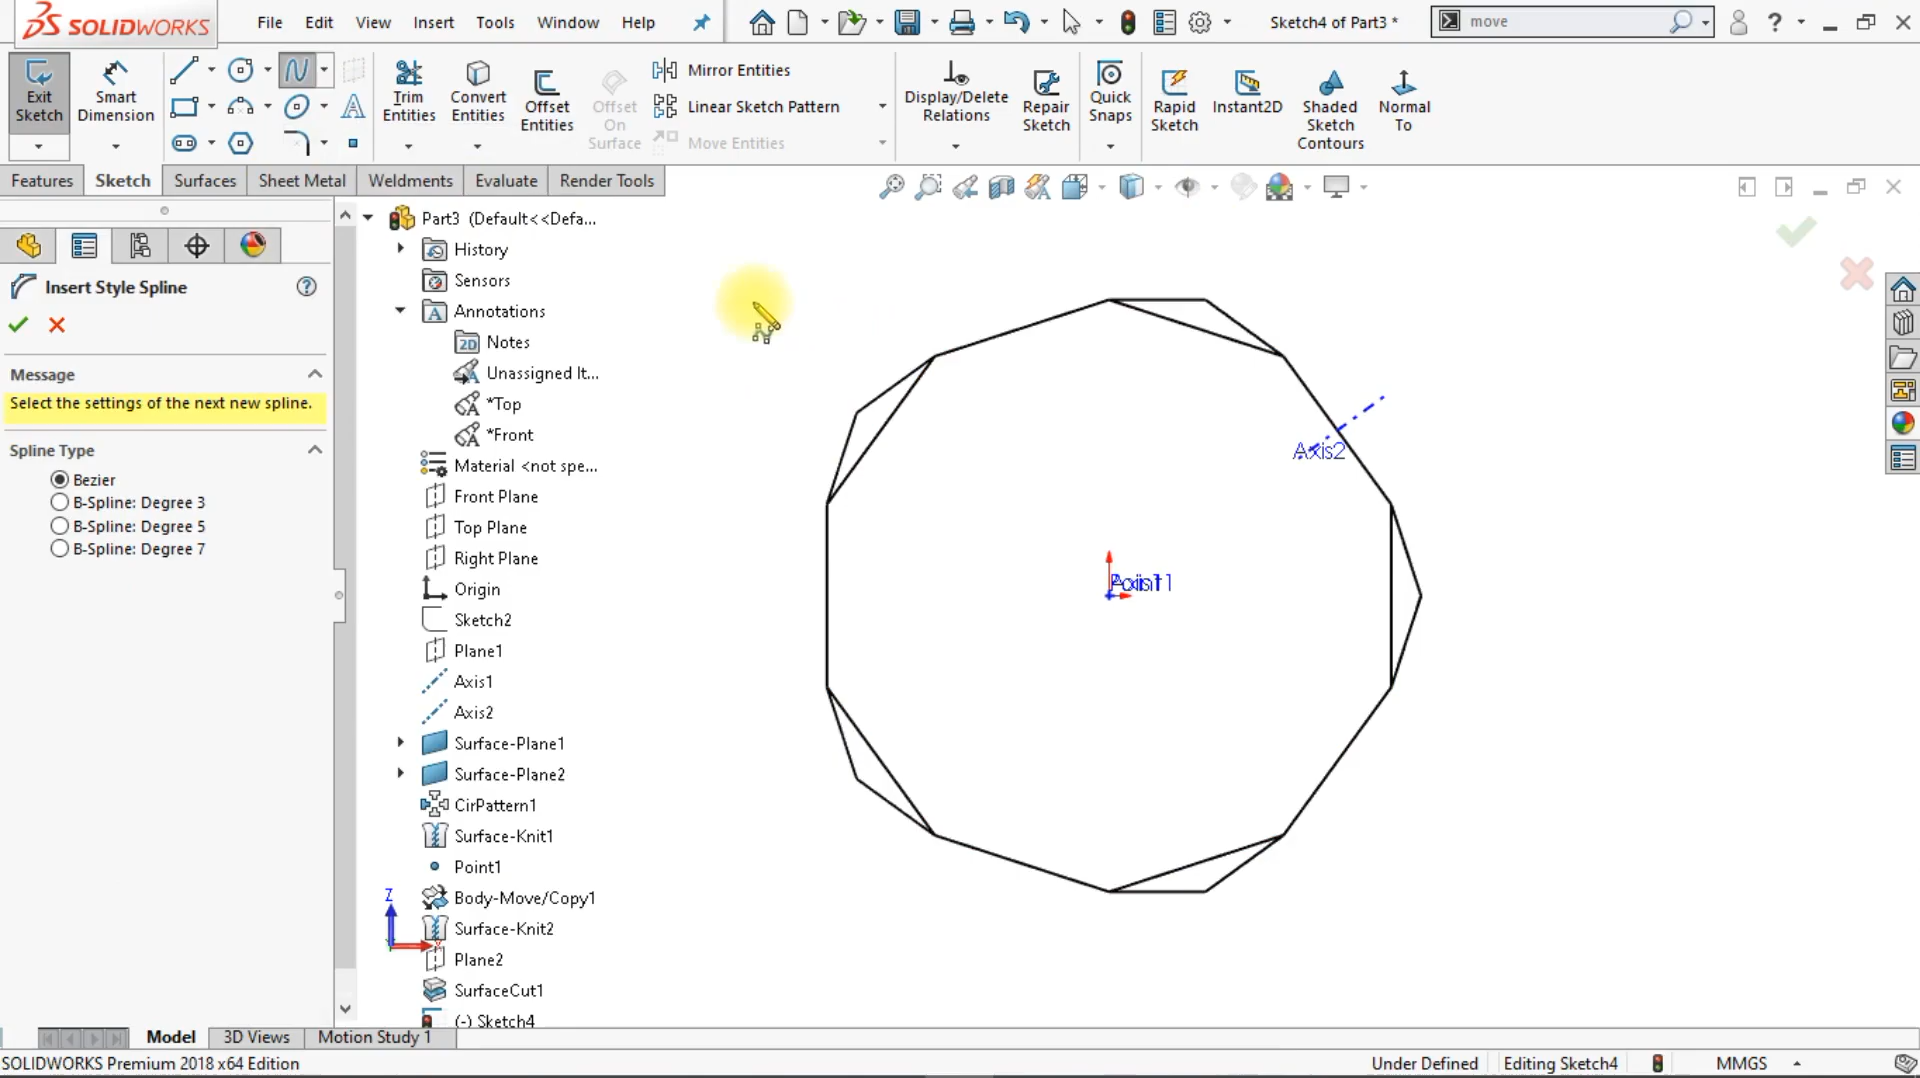 SOLIDWORKS
File Edit View Insert Tools Window Help
Sketch4 of Part3 *
move
Exit Sketch
Smart Dimension
Trim Entities
Convert Entities
Offset Entities
Offset On Surface
Mirror Entities
Linear Sketch Pattern
Move Entities
Display/Delete Relations
Repair Sketch
Quick Snaps
Rapid Sketch
Instant2D
Shaded Sketch Contours
Normal To
Features Sketch Surfaces Sheet Metal Weldments Evaluate Render Tools
Insert Style Spline
Message
Select the settings of the next new spline.
Spline Type
Bezier
B-Spline: Degree 3
B-Spline: Degree 5
B-Spline: Degree 7
Part3 (Default<<Defa...
History
Sensors
Annotations
Notes
Unassigned It...
*Top
*Front
Material <not spe...
Front Plane
Top Plane
Right Plane
Origin
Sketch2
Plane1
Axis1
Axis2
Surface-Plane1
Surface-Plane2
CirPattern1
Surface-Knit1
Point1
Body-Move/Copy1
Surface-Knit2
Plane2
SurfaceCut1
(-) Sketch4
Axis2
Z
Model 3D Views Motion Study 1
SOLIDWORKS Premium 2018 x64 Edition
Under Defined Editing Sketch4 MMGS